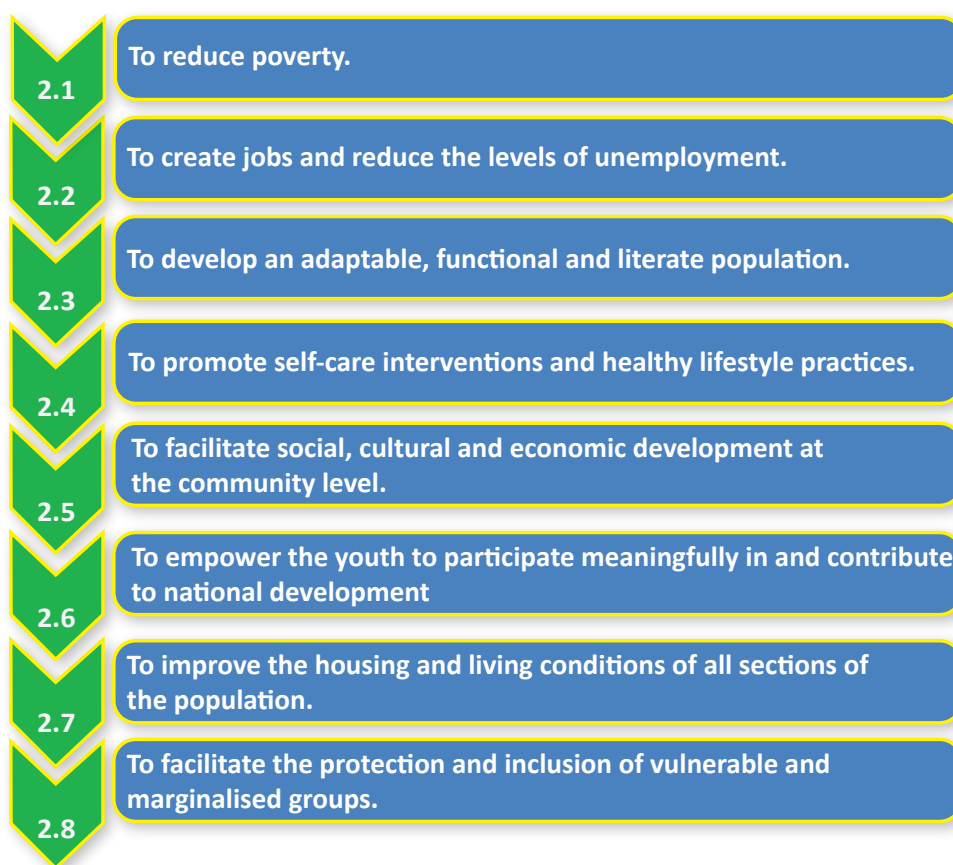 2.1
To reduce poverty.
2.2
To create jobs and reduce the levels of unemployment.
2.3
To develop an adaptable, functional and literate population.
2.4
To promote self-care interventions and healthy lifestyle practices.
2.5
To facilitate social, cultural and economic development at
the community level.
2.6
To empower the youth to participate meaningfully in and contribute
to national development
2.7
To improve the housing and living conditions of all sections of
the population.
2.8
To facilitate the protection and inclusion of vulnerable and
marginalised groups.